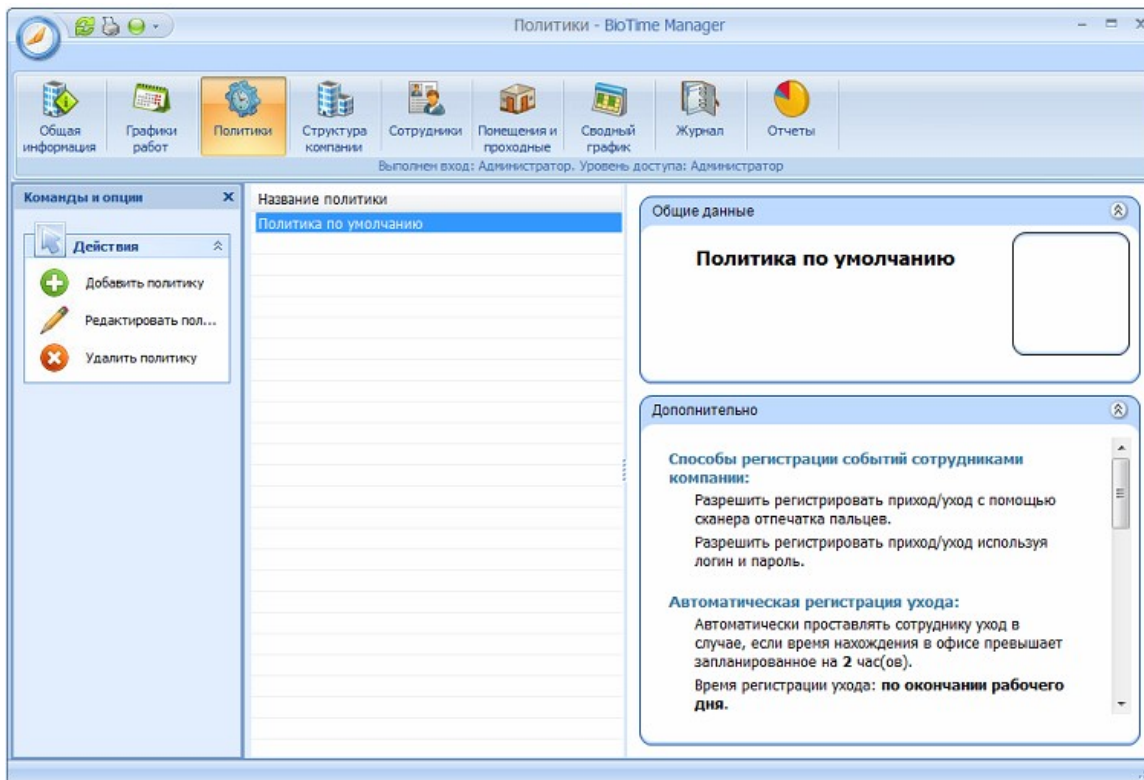 Политики - BioTime Manager
Общая
информация
Графики
работ
Политики
Структура
компании
Сотрудники
Помещения и
проходные
Сводный
график
Журнал
Отчеты
Выполнен вход: Администратор. Уровень доступа: Администратор
Команды и опции
Действия
Добавить политику
Редактировать пол...
Удалить политику
Название политики
Политика по умолчанию
Общие данные
Политика по умолчанию
Дополнительно
Способы регистрации событий сотрудниками
компании:
Разрешить регистрировать приход/уход с помощью
сканера отпечатка пальцев.
Разрешить регистрировать приход/уход используя
логин и пароль.
Автоматическая регистрация ухода:
Автоматически проставлять сотруднику уход в
случае, если время нахождения в офисе превышает
запланированное на 2 час(ов).
Время регистрации ухода: по окончании рабочего
дня.